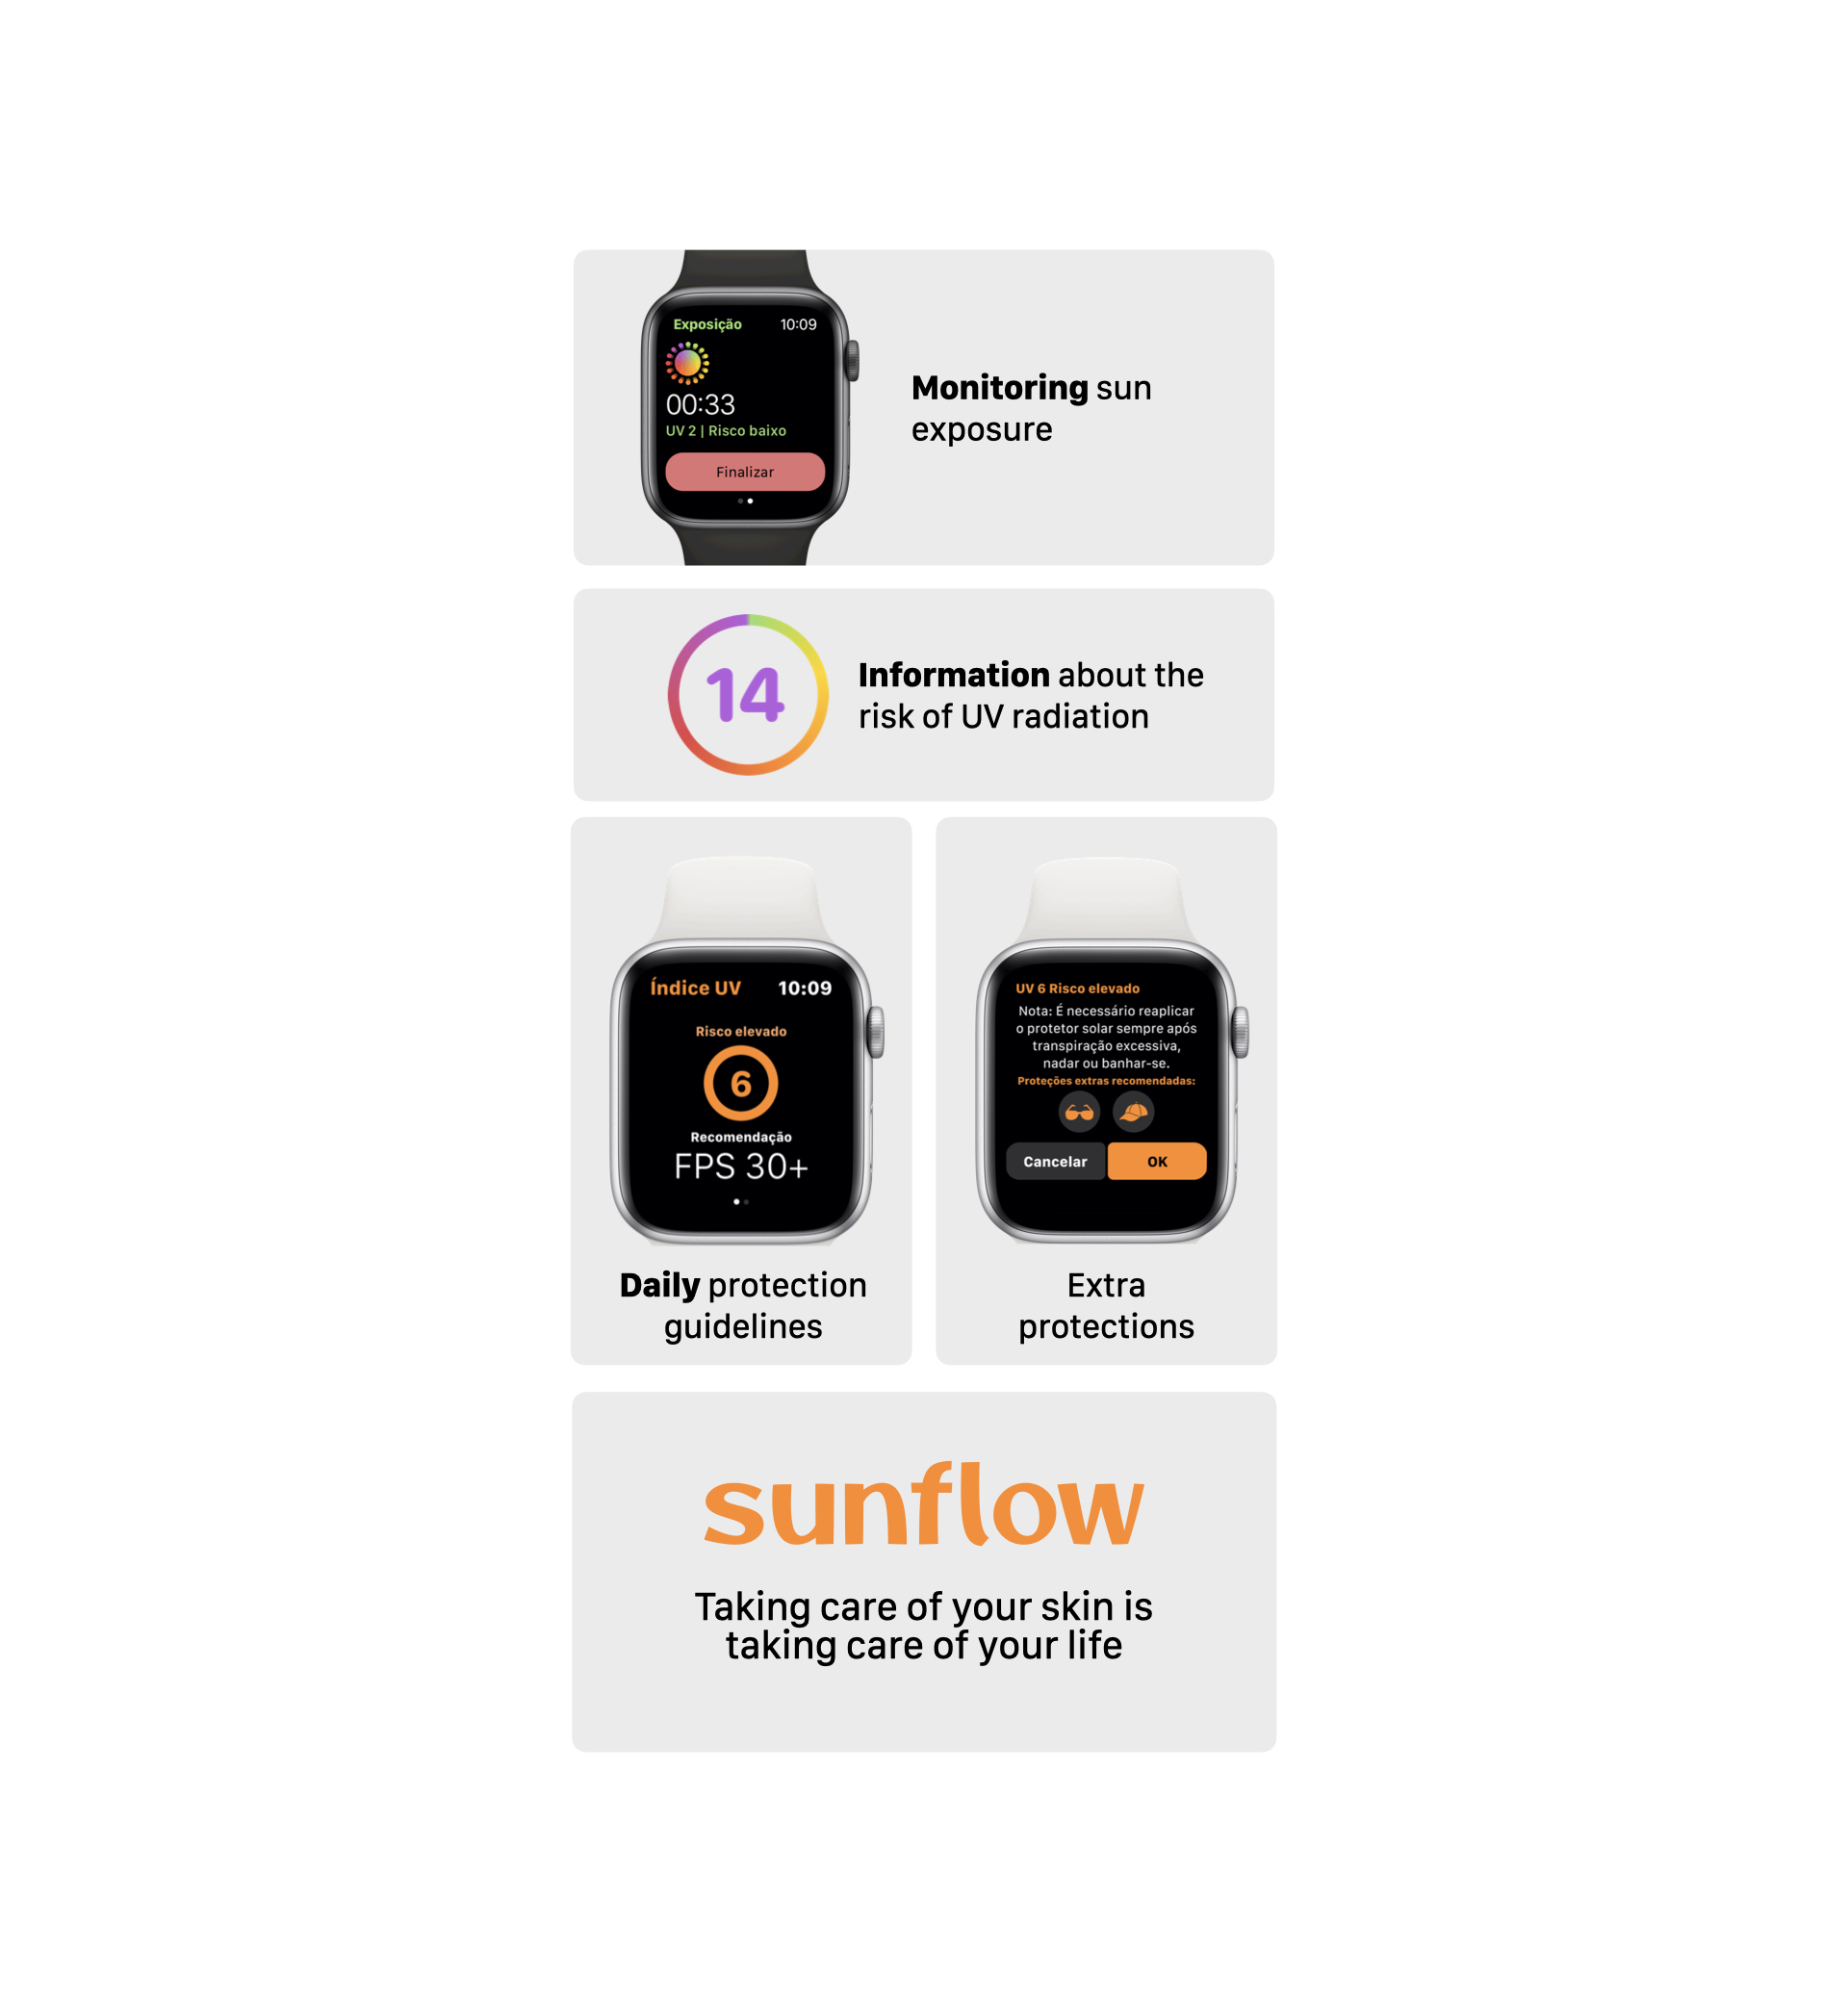 Exposição 10:09
00:33
UV 2 | Risco baixo
Finalizar
Monitoring sun
exposure
14
Information about the
risk of UV radiation
Índice UV 10:09
Risco elevado
6
Recomendação
FPS 30+
Daily protection
guidelines
UV 6 Risco elevado
Nota: É necessário reaplicar
o protetor solar sempre após
transpiração excessiva,
nadar ou banhar-se.
Proteções extras recomendadas:
Cancelar OK
Extra
protections
sunflow
Taking care of your skin is
taking care of your life